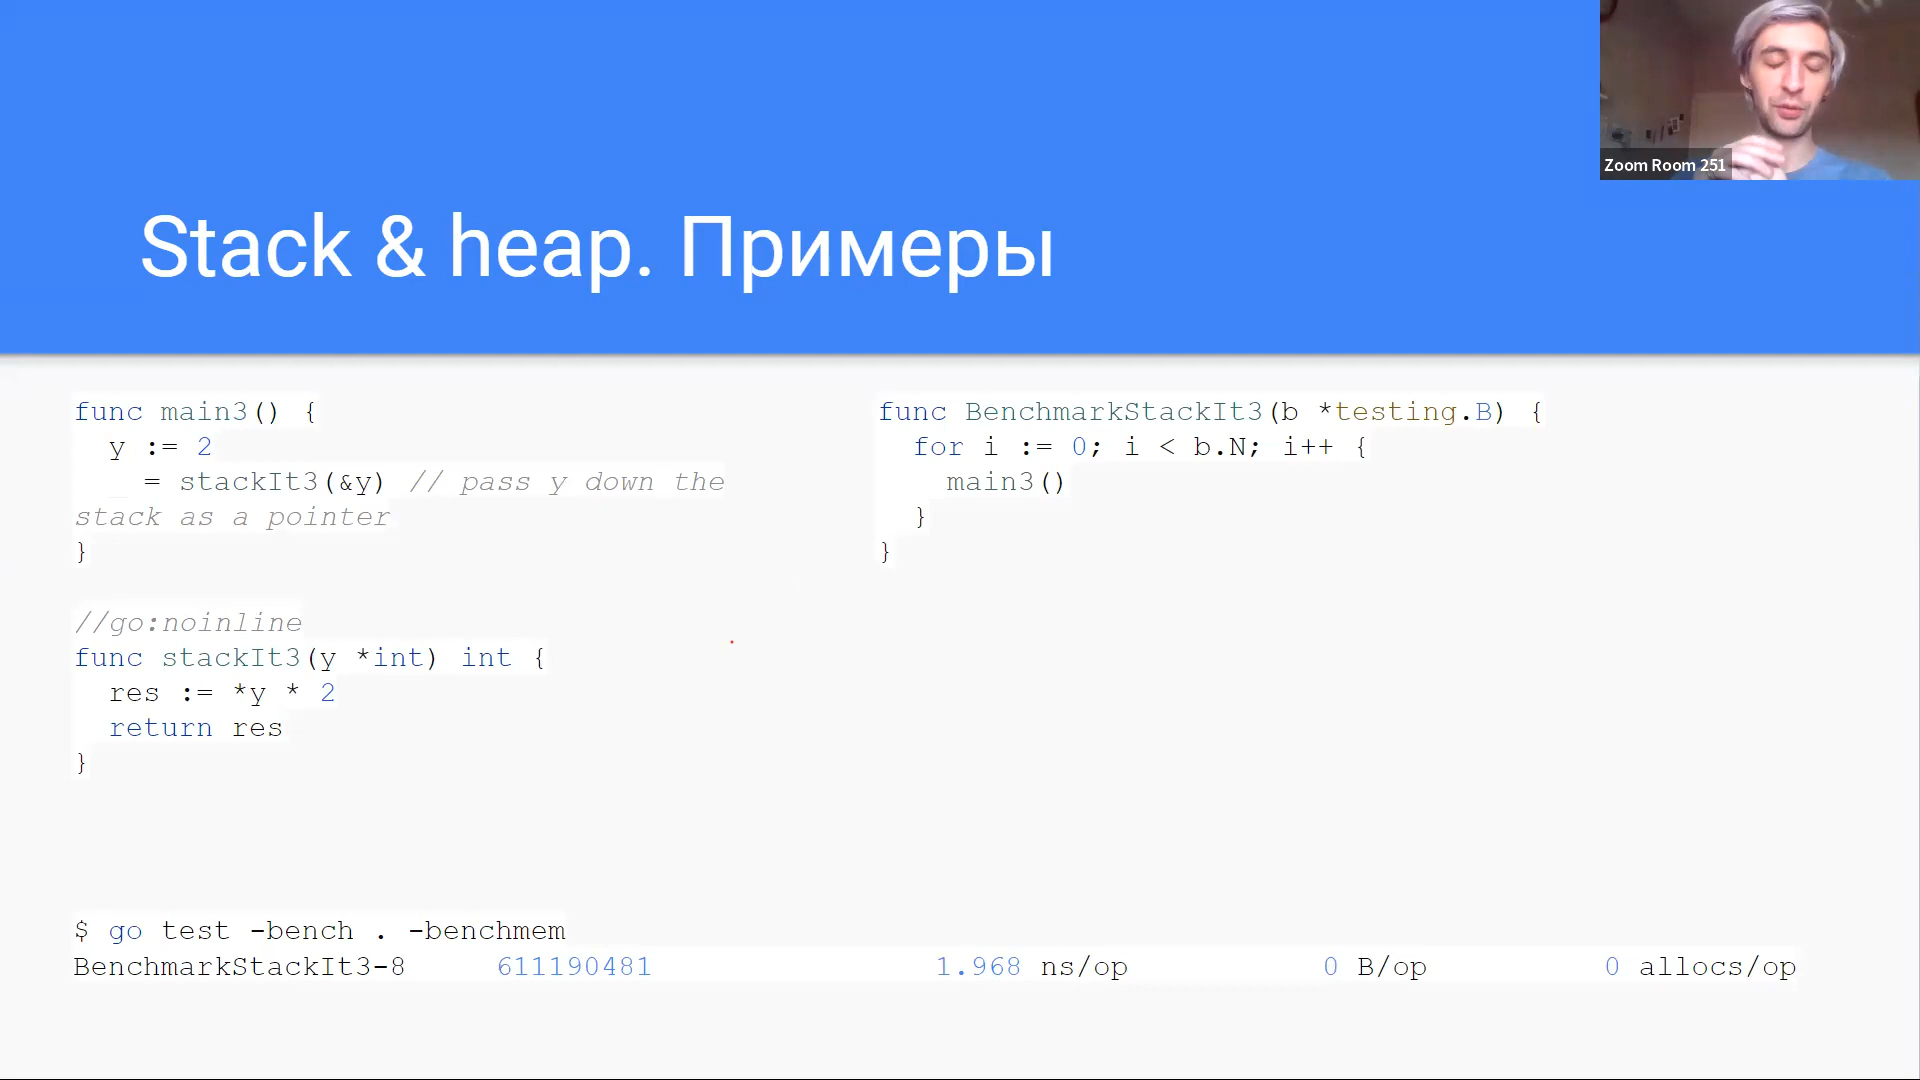 Zoom Room 251
Stack & heap. Примеры
func main3() {
  y := 2
  _ = stackIt3(&y) // pass y down the
stack as a pointer
}
//go:noinline
func stackIt3(y *int) int {
  res := *y * 2
  return res
}
func BenchmarkStackIt3(b *testing.B) {
  for i := 0; i < b.N; i++ {
    main3()
  }
}
$ go test -bench . -benchmem
BenchmarkStackIt3-8 611190481 1.968 ns/op 0 B/op 0 allocs/op